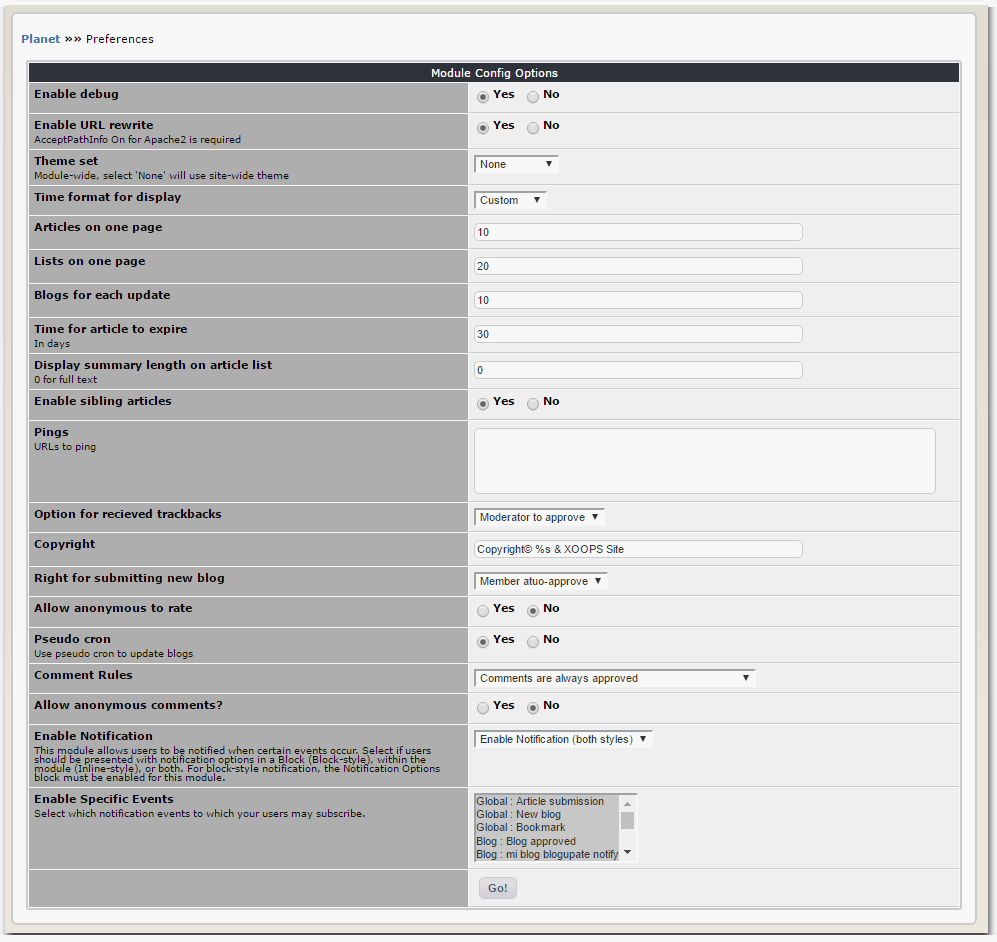 Planet »» Preferences
Module Config Options
Enable debug
Yes No
Enable URL rewrite
AcceptPathInfo On for Apache2 is required
Yes No
Theme set
Module-wide, select 'None' will use site-wide theme
None
Time format for display
Custom
Articles on one page
10
Lists on one page
20
Blogs for each update
10
Time for article to expire
In days
30
Display summary length on article list
0 for full text
0
Enable sibling articles
Yes No
Pings
URLs to ping
Option for recieved trackbacks
Moderator to approve
Copyright
Copyright© %s & XOOPS Site
Right for submitting new blog
Member atuo-approve
Allow anonymous to rate
Yes No
Pseudo cron
Use pseudo cron to update blogs
Yes No
Comment Rules
Comments are always approved
Allow anonymous comments?
Yes No
Enable Notification
This module allows users to be notified when certain events occur. Select if users
should be presented with notification options in a Block (Block-style), within the
module (Inline-style), or both. For block-style notification, the Notification Options
block must be enabled for this module.
Enable Notification (both styles)
Enable Specific Events
Select which notification events to which your users may subscribe.
Global : Article submission
Global : New blog
Global : Bookmark
Blog : Blog approved
Blog : mi blog blogupate notify
Go!